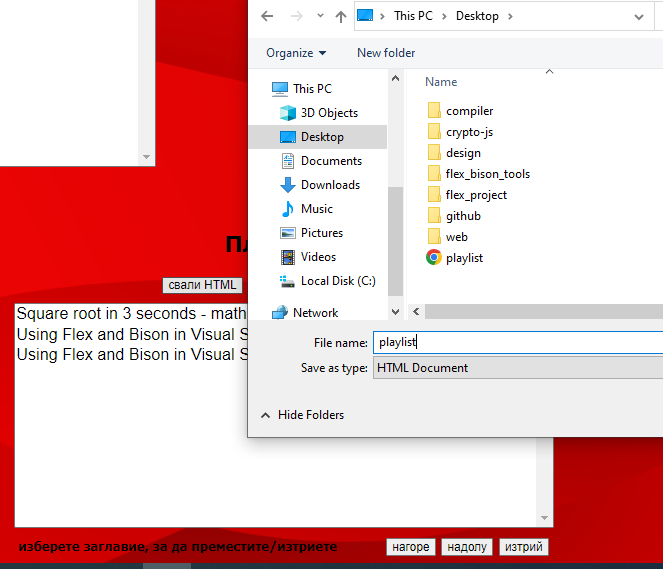 This PC > Desktop >
Organize
New folder
Name
This PC
3D Objects
Desktop
Documents
Downloads
Music
Pictures
Videos
Local Disk (C:)
Network
compiler
crypto-js
design
flex_bison_tools
flex_project
github
web
playlist
File name: playlist
Save as type: HTML Document
Hide Folders
свали HTML
Square root in 3 seconds - math
Using Flex and Bison in Visual S
Using Flex and Bison in Visual S
изберете заглавие, за да преместите/изтриете
нагоре
надолу
изтрий